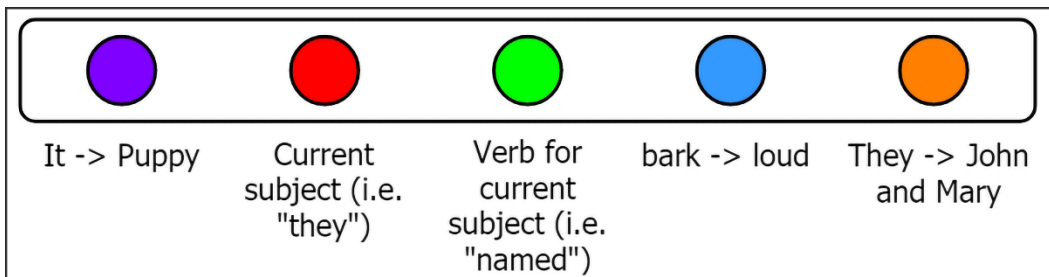 It -> Puppy
Current
subject (i.e.
"they")
Verb for
current
subject (i.e.
"named")
bark -> loud
They -> John
and Mary